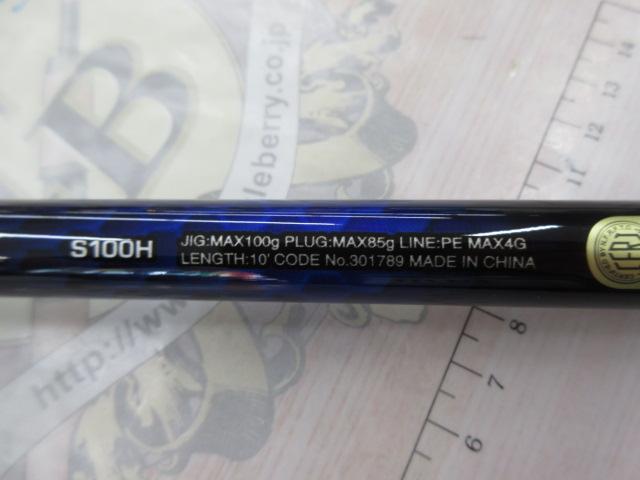 S100H
JIG:MAX100g PLUG:MAX85g LINE:PE MAX4G
LENGTH:10' CODE No.301789 MADE IN CHINA
B
leberry.co.jp
http://ww
14
13
12
11
8
7
6